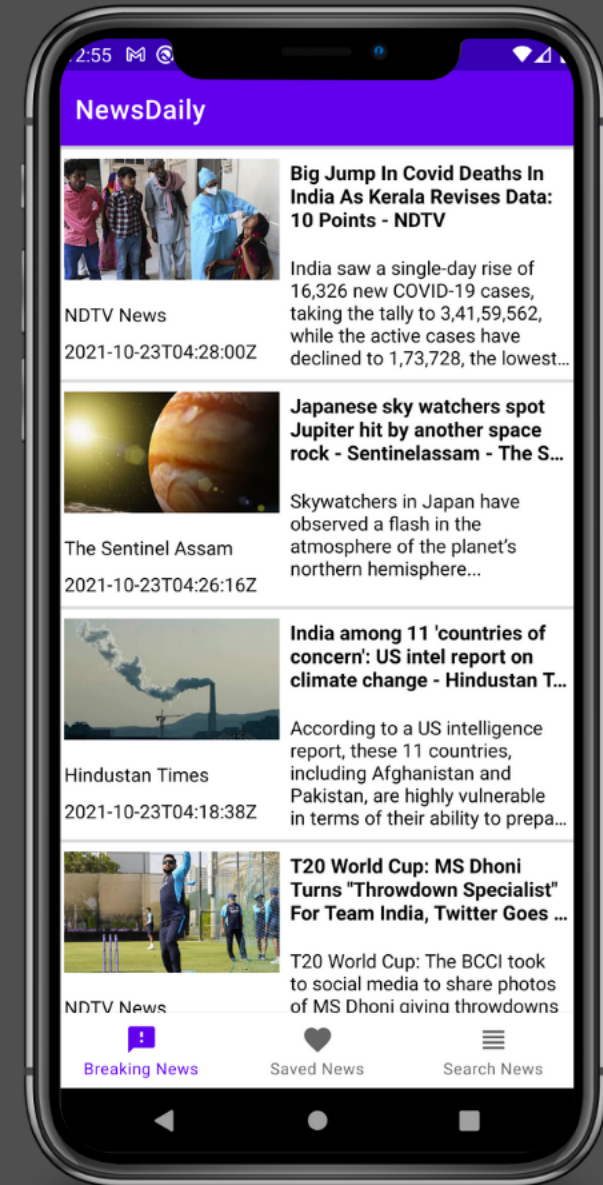 2:55
NewsDaily
Big Jump In Covid Deaths In
India As Kerala Revises Data:
10 Points - NDTV
India saw a single-day rise of
16,326 new COVID-19 cases,
taking the tally to 3,41,59,562,
while the active cases have
declined to 1,73,728, the lowest...
NDTV News
2021-10-23T04:28:00Z
Japanese sky watchers spot
Jupiter hit by another space
rock - Sentinelassam - The S...
Skywatchers in Japan have
observed a flash in the
atmosphere of the planet's
northern hemisphere...
The Sentinel Assam
2021-10-23T04:26:16Z
India among 11 'countries of
concern': US intel report on
climate change - Hindustan T...
According to a US intelligence
report, these 11 countries,
including Afghanistan and
Pakistan, are highly vulnerable
in terms of their ability to prepa...
Hindustan Times
2021-10-23T04:18:38Z
T20 World Cup: MS Dhoni
Turns "Throwdown Specialist"
For Team India, Twitter Goes ...
T20 World Cup: The BCCI took
to social media to share photos
of MS Dhoni giving throwdowns
NDTV News
Breaking News
Saved News
Search News